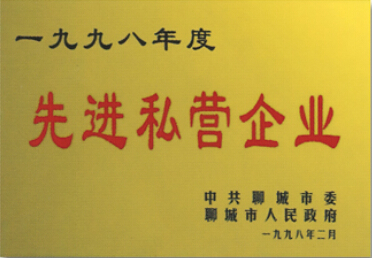 一九九八年度
先进私营企业
中共聊城市委
聊城市人民政府
一九九八年二月